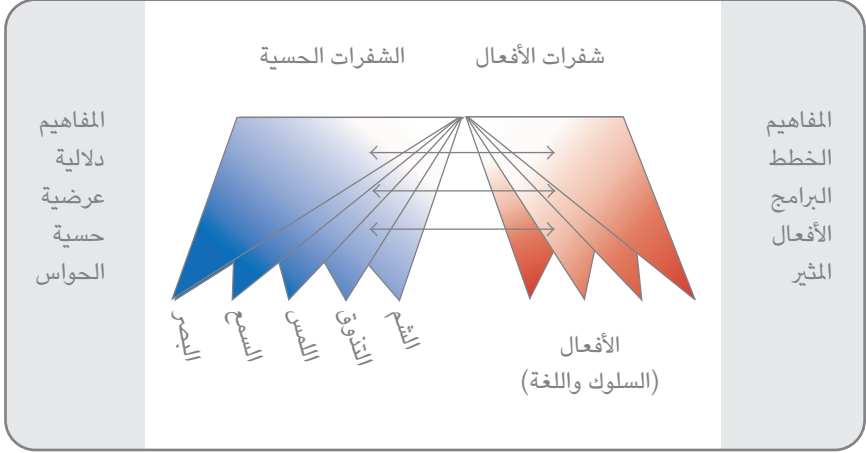 شفرات الأفعال
الشفرات الحسية
المفاهيم
الخطط
البرامج
الأفعال
المثير
المفاهيم
دلالية
عرضية
حسية
الحواس
الشم
التذوق
اللمس
السمع
البصر
الأفعال
(السلوك واللغة)